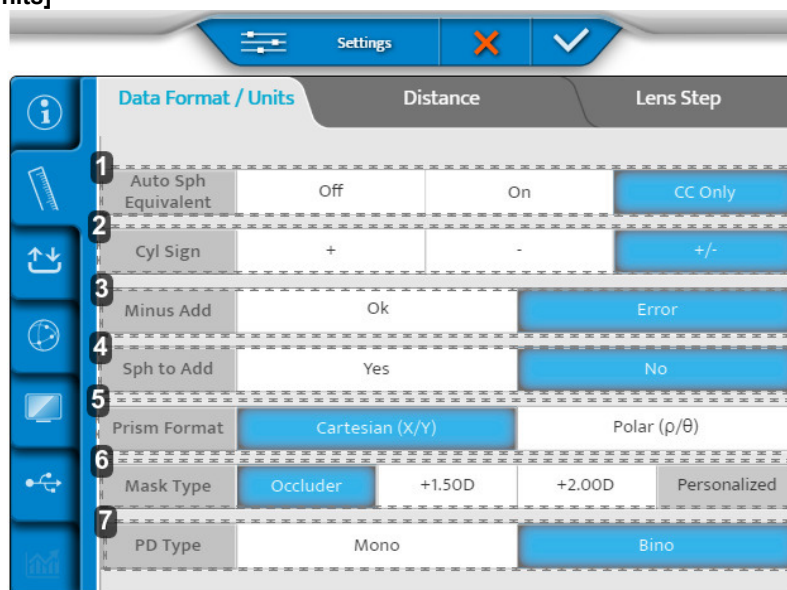 nits]
Settings
Data Format / Units Distance Lens Step
1
Auto Sph Off On CC Only
Equivalent
2
Cyl Sign + - +/-
3
Minus Add Ok Error
4
Sph to Add Yes No
5
Prism Format Cartesian (X/Y) Polar (ρ/θ)
6
Mask Type Occluder +1.50D +2.00D Personalized
7
PD Type Mono Bino